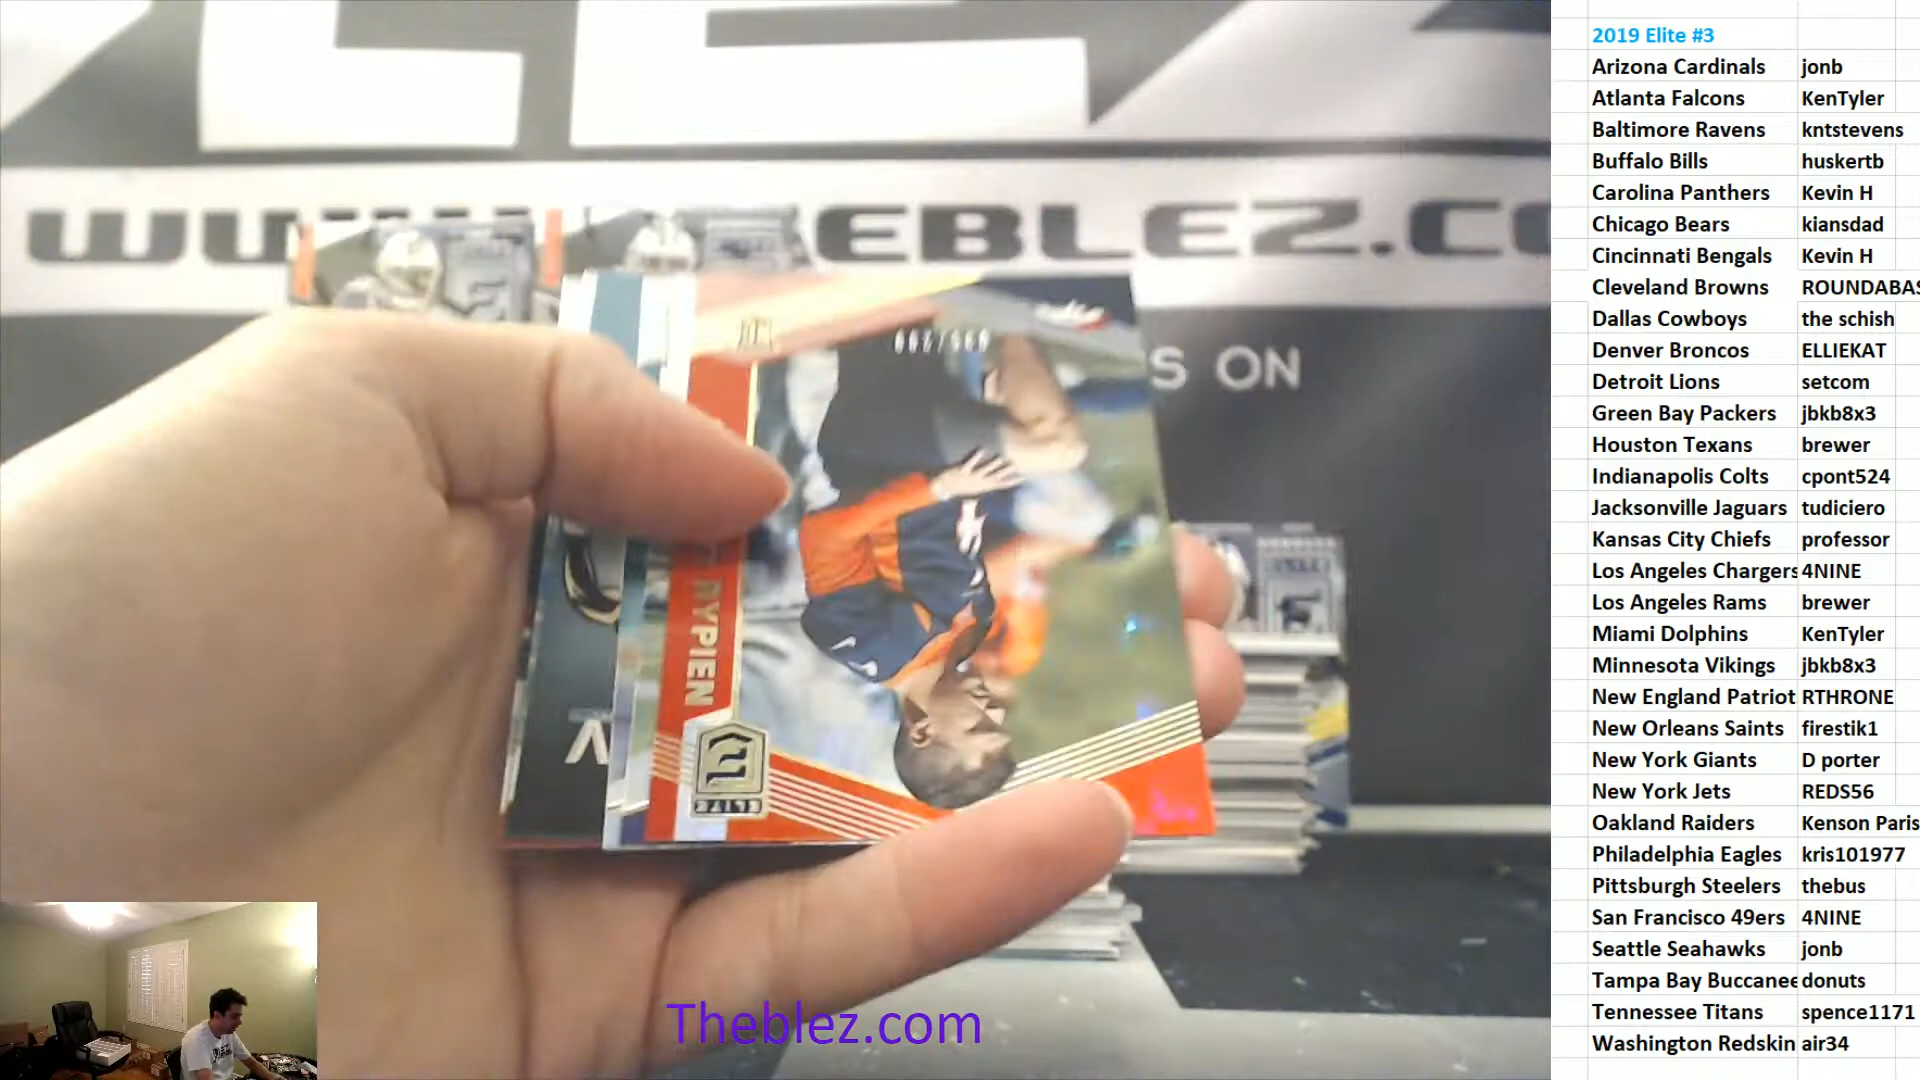 WWW.THEBLEZ.CO
S ON
RYPIEN
ELITE
Theblez.com
2019 Elite #3
Arizona Cardinals jonb
Atlanta Falcons KenTyler
Baltimore Ravens kntstevens
Buffalo Bills huskertb
Carolina Panthers Kevin H
Chicago Bears kiansdad
Cincinnati Bengals Kevin H
Cleveland Browns ROUNDABAS
Dallas Cowboys the schish
Denver Broncos ELLIEKAT
Detroit Lions setcom
Green Bay Packers jbkb8x3
Houston Texans brewer
Indianapolis Colts cpont524
Jacksonville Jaguars tudiciero
Kansas City Chiefs professor
Los Angeles Chargers 4NINE
Los Angeles Rams brewer
Miami Dolphins KenTyler
Minnesota Vikings jbkb8x3
New England Patriot RTHRONE
New Orleans Saints firestik1
New York Giants D porter
New York Jets REDS56
Oakland Raiders Kenson Paris
Philadelphia Eagles kris101977
Pittsburgh Steelers thebus
San Francisco 49ers 4NINE
Seattle Seahawks jonb
Tampa Bay Buccanee donuts
Tennessee Titans spence1171
Washington Redskin air34